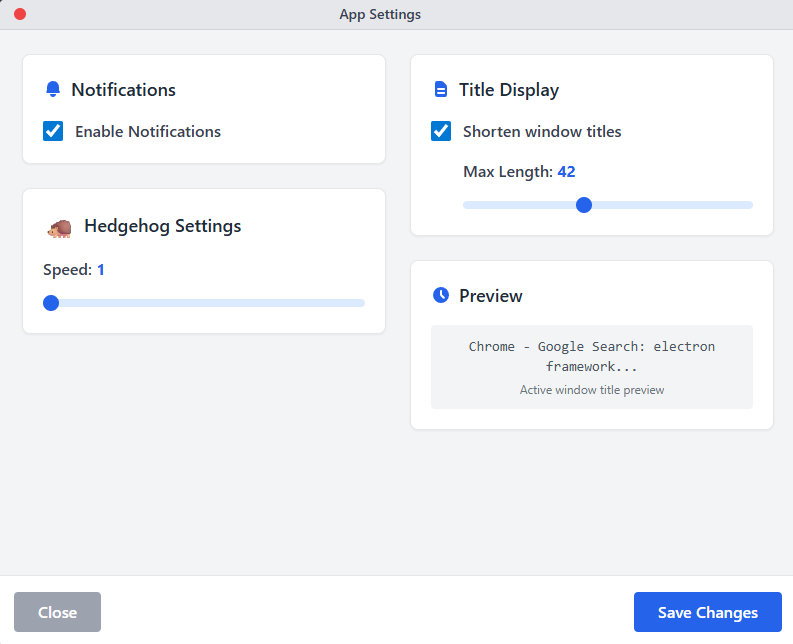 App Settings
Notifications
Enable Notifications
Hedgehog Settings
Speed: 1
Title Display
Shorten window titles
Max Length: 42
Preview
Chrome - Google Search: electron
framework...
Active window title preview
Close
Save Changes